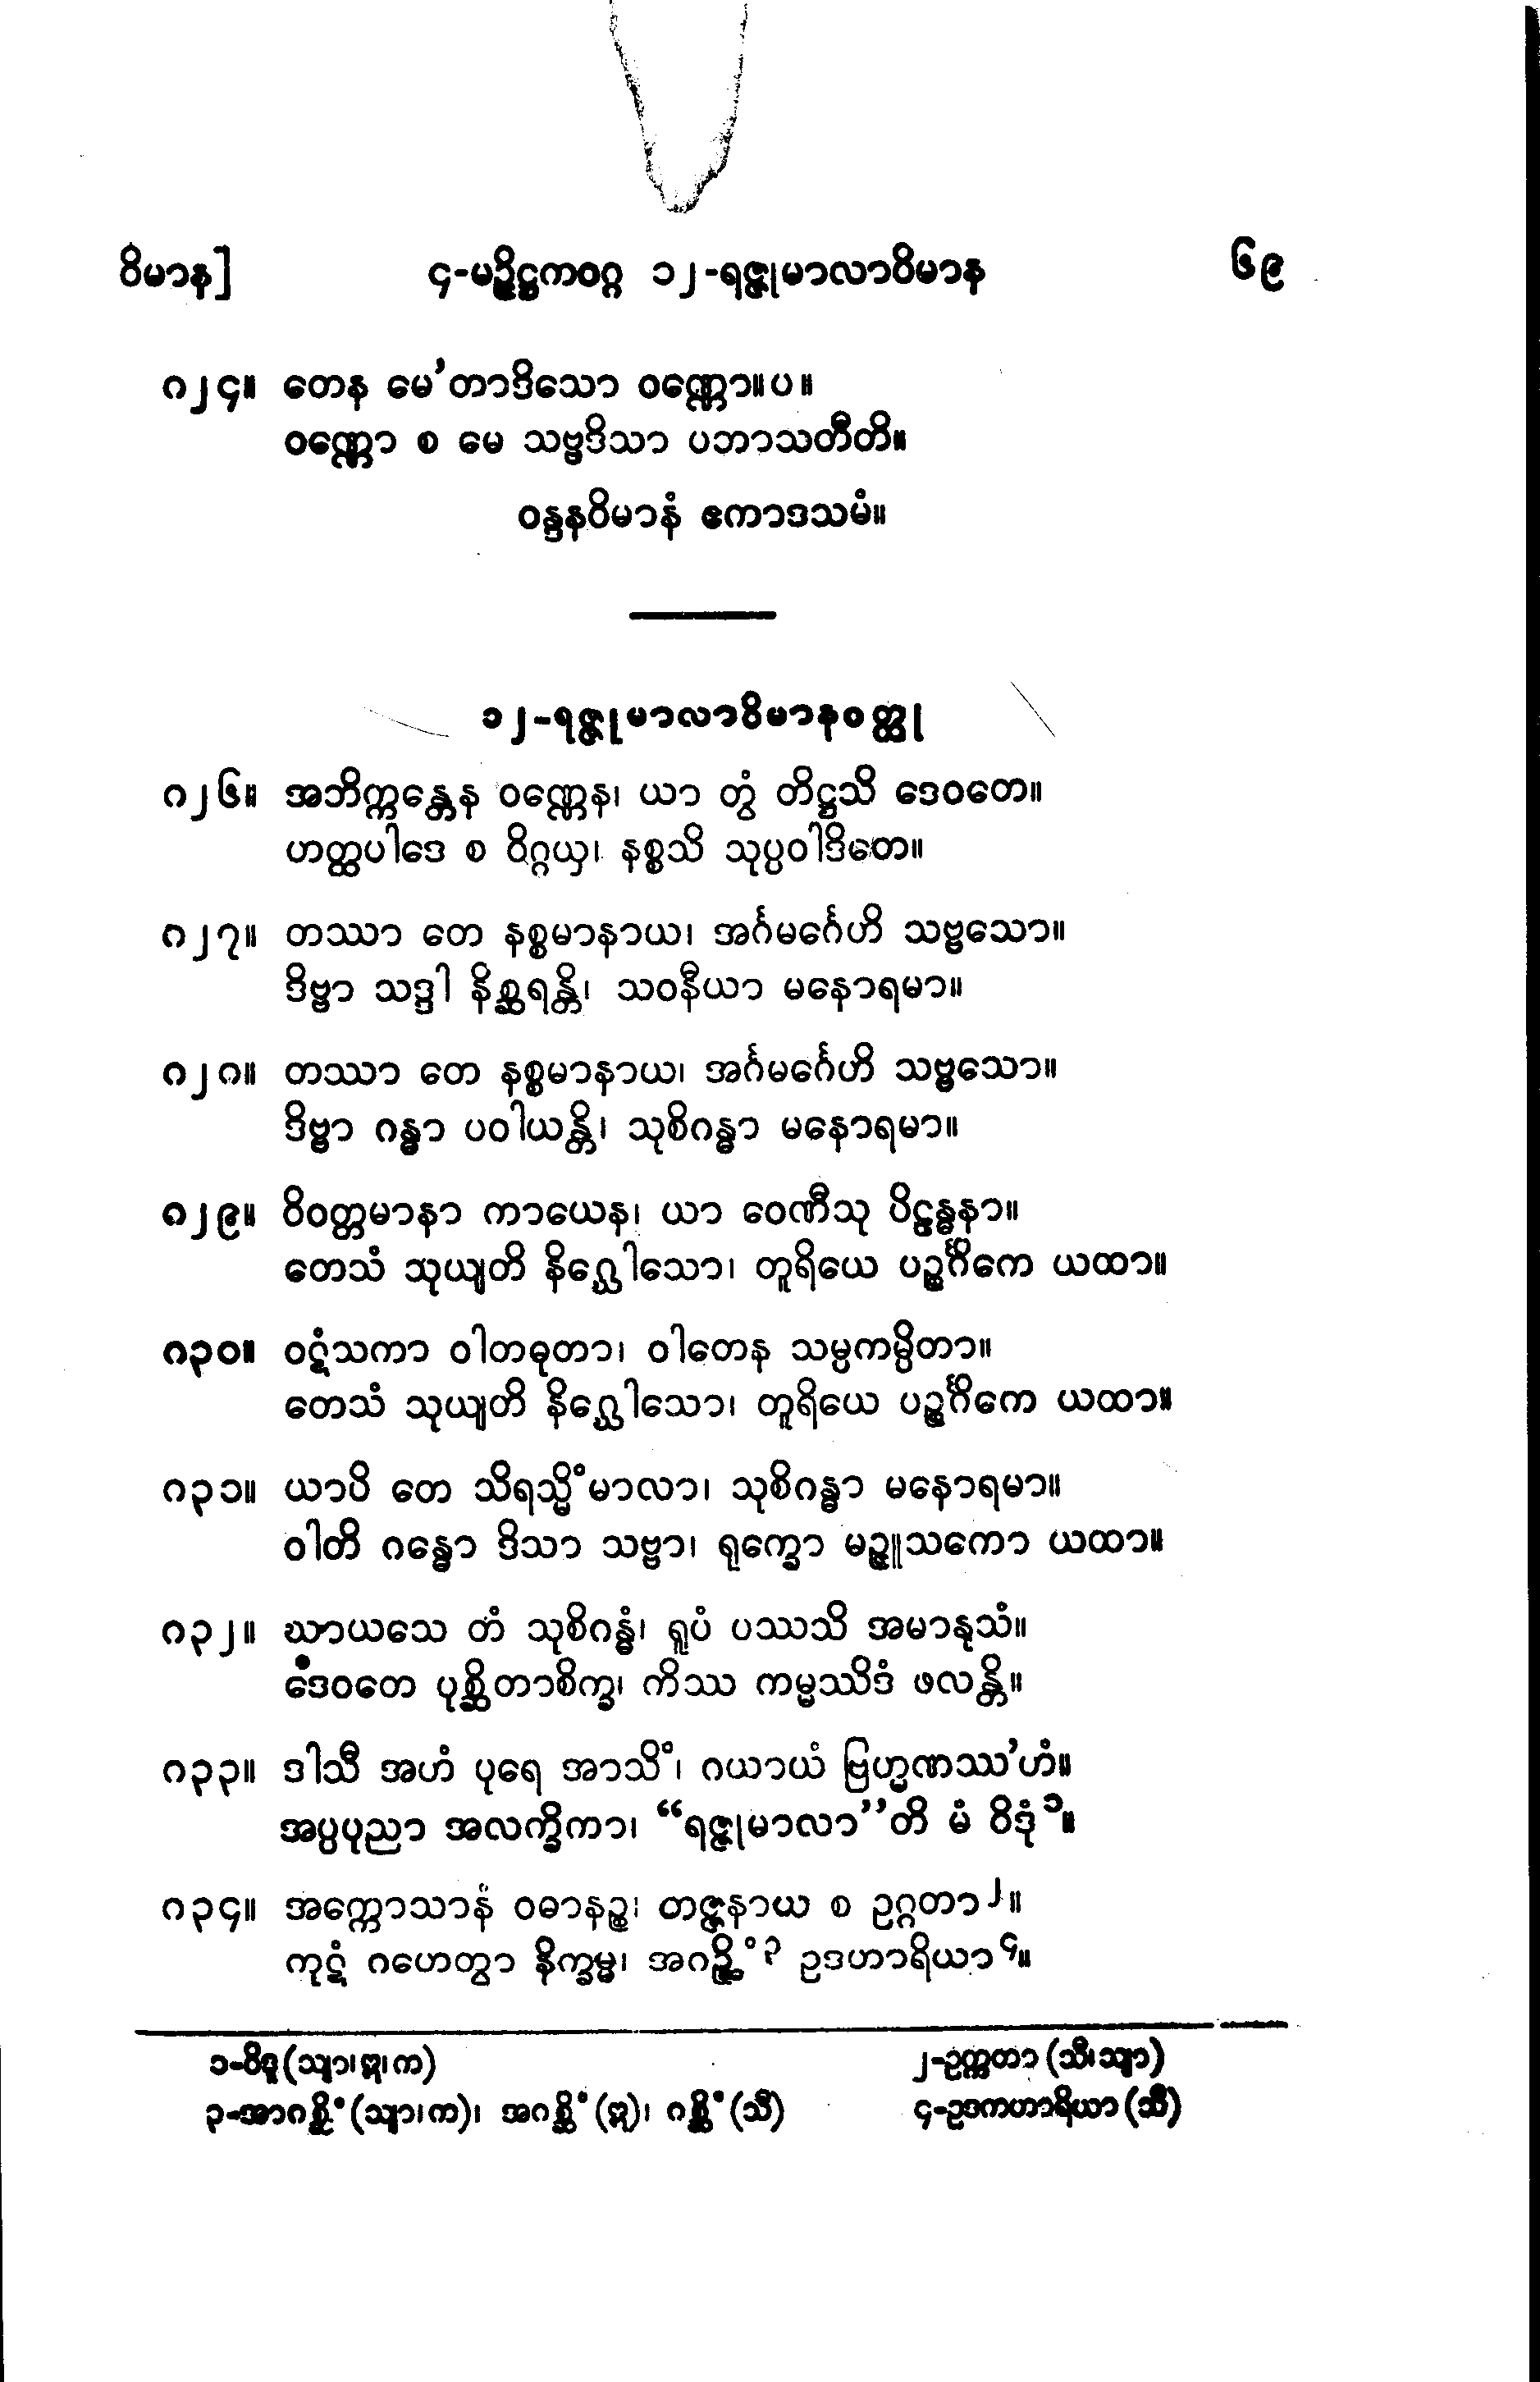 ဝိမာန] ၄-မဉ္ဇိဋ္ဌကဝဂ္ဂ ၁၂-ရဇ္ဇုမာလာဝိမာန ၆၉
၈၂၄။ တေန မေ’တာဒိသော ဝဏ္ဏော။ပ။
ဝဏ္ဏော စ မေ သဗ္ဗဒိသာ ပဘာသတီတိ။
ဝန္ဒနဝိမာနံ ဧကာဒသမံ။
၁၂-ရဇ္ဇုမာလာဝိမာနဝတ္ထု
၈၂၆။ အဘိက္ကန္တေန ဝဏ္ဏေန၊ ယာ တွံ တိဋ္ဌသိ ဒေဝတေ။
ဟတ္ထပါဒေ စ ဝိဂ္ဂယှ၊ နစ္စသိ သုပ္ပဝါဒိတေ။
၈၂၇။ တဿာ တေ နစ္စမာနာယ၊ အင်္ဂမင်္ဂေဟိ သဗ္ဗသော။
ဒိဗ္ဗာ သဒ္ဒါ နိစ္ဆရန္တိ၊ သဝနီယာ မနောရမာ။
၈၂၈။ တဿာ တေ နစ္စမာနာယ၊ အင်္ဂမင်္ဂေဟိ သဗ္ဗသော။
ဒိဗ္ဗာ ဂန္ဓာ ပဝါယန္တိ၊ သုစိဂန္ဓာ မနောရမာ။
၈၂၉။ ဝိဝတ္တမာနာ ကာယေန၊ ယာ ဝေဏီသု ပိဠန္ဓနာ။
တေသံ သုယျတိ နိဂ္ဃေါသော၊ တူရိယေ ပဉ္စင်္ဂိကေ ယထာ။
၈၃၀။ ဝဋံသကာ ဝါတဓုတာ၊ ဝါတေန သမ္ပကမ္ပိတာ။
တေသံ သုယျတိ နိဂ္ဃေါသော၊ တူရိယေ ပဉ္စင်္ဂိကေ ယထာ။
၈၃၁။ ယာပိ တေ သိရသ္မိံမာလာ၊ သုစိဂန္ဓာ မနောရမာ။
ဝါတိ ဂန္ဓော ဒိသာ သဗ္ဗာ၊ ရုက္ခော မဉ္ဇူသကော ယထာ။
၈၃၂။ ဃာယသေ တံ သုစိဂန္ဓံ၊ ရူပံ ပဿသိ အမာနုသံ။
ဒေဝတေ ပုစ္ဆိတာစိက္ခ၊ ကိဿ ကမ္မဿိဒံ ဖလန္တိ။
၈၃၃။ ဒါသီ အဟံ ပုရေ အာသိံ၊ ဂယာယံ ဗြဟ္မဏဿ’ဟံ။
အပ္ပပုညာ အလက္ခိကာ၊ “ရဇ္ဇုမာလာ”တိ မံ ဝိဒုံ၁။
၈၃၄။ အက္ကောသာနံ ဝဓာနဉ္စ၊ တဇ္ဇနာယ စ ဥဂ္ဂတာ၂။
ကုဋံ ဂဟေတွာ နိက္ခမ္မ၊ အဂဉ္ဆိံ၃ ဥဒဟာရိယာ၄။
၁-ဝိဒူ (သျာ၊ဣ၊က) ၂-ဥက္ကတာ (သီ၊သျာ)
၃-အာဂစ္ဆိံ (သျာ၊က)၊ အဂစ္ဆိံ (ဣ)၊ ဂစ္ဆိံ (သီ) ၄-ဥဒကဟာရိယာ (သီ)